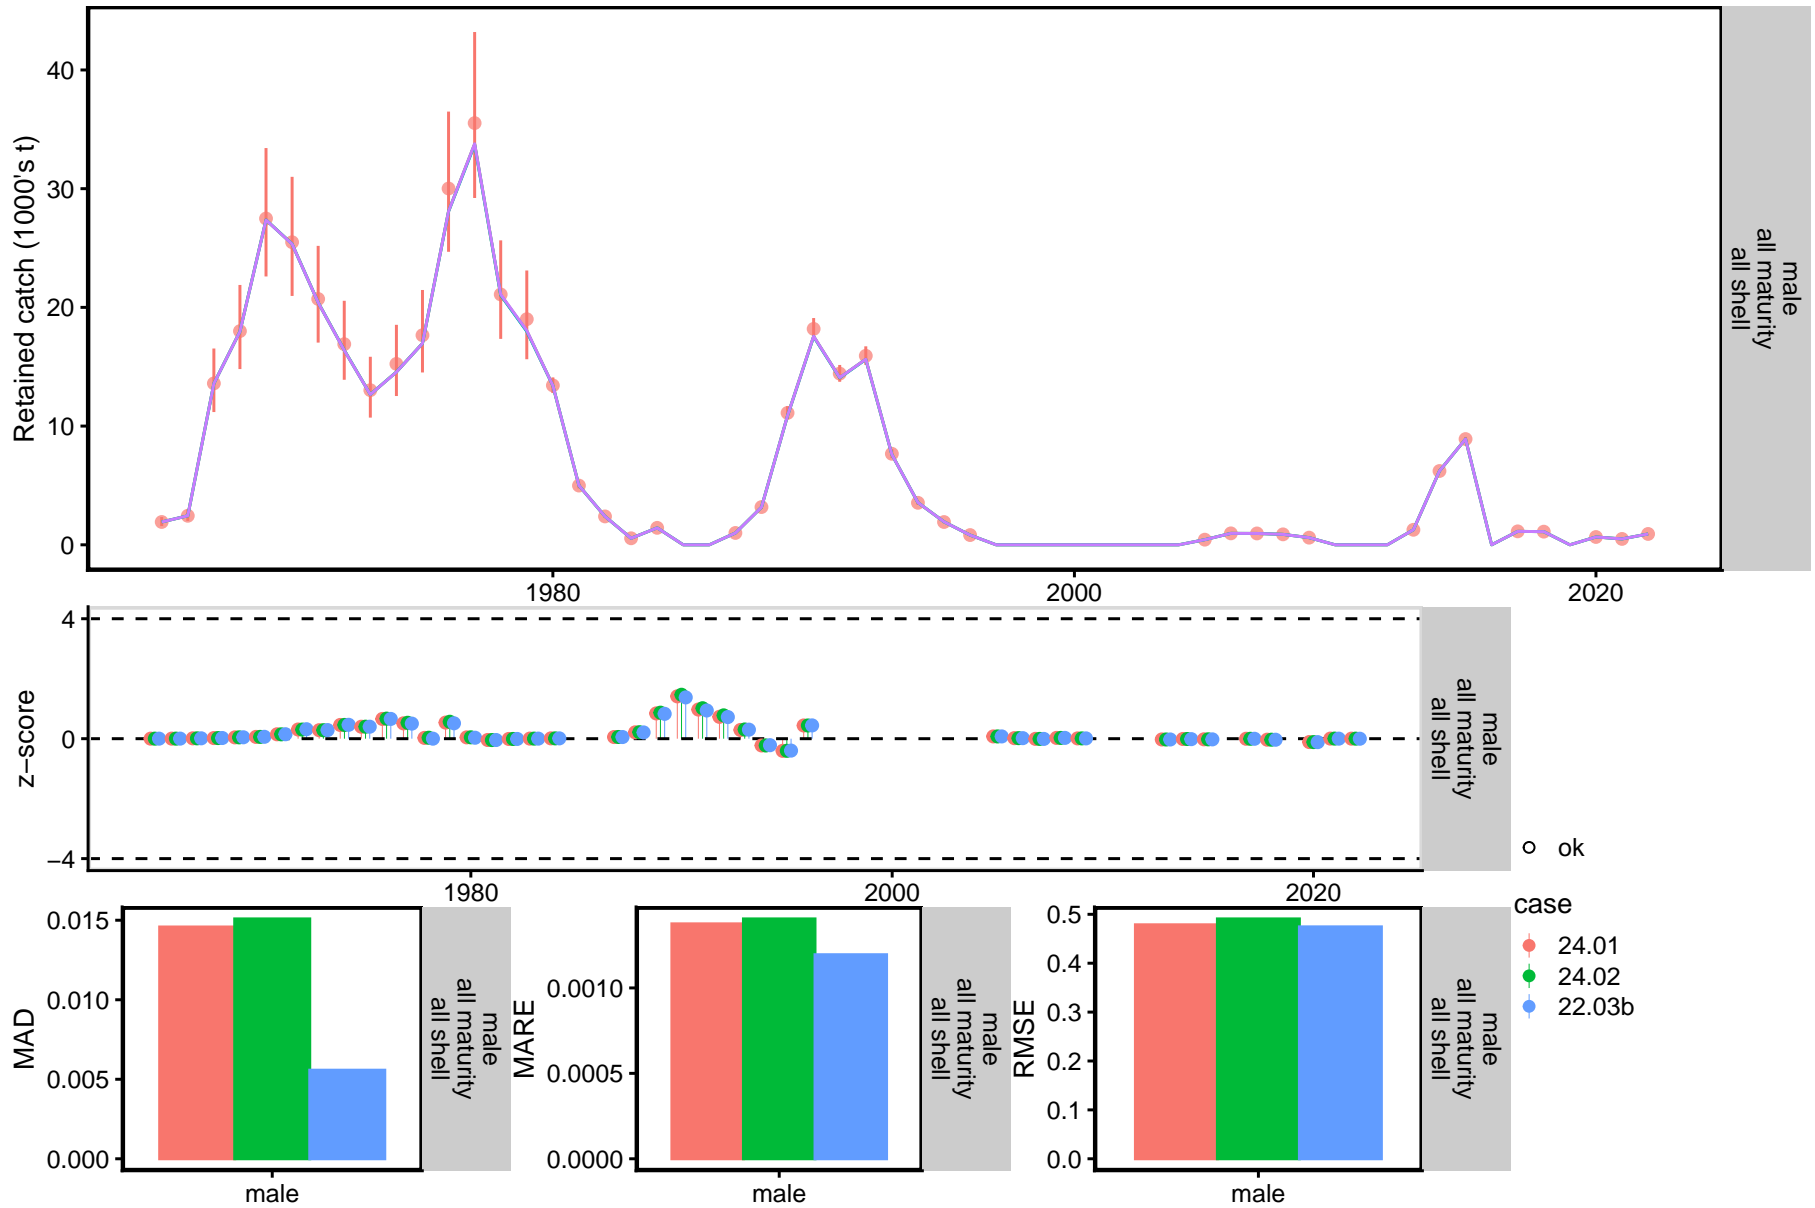 Retained catch (1000's t)
40
30
20
10
0
1980
2000
2020
male
all maturity
all shell
z−score
4
0
−4
1980
2000
2020
male
all maturity
all shell
MAD
0.015
0.010
0.005
0.000
male
male
all maturity
all shell
MARE
0.0010
0.0005
0.0000
male
male
all maturity
all shell
RMSE
0.5
0.4
0.3
0.2
0.1
0.0
male
male
all maturity
all shell
ok
case
24.01
24.02
22.03b